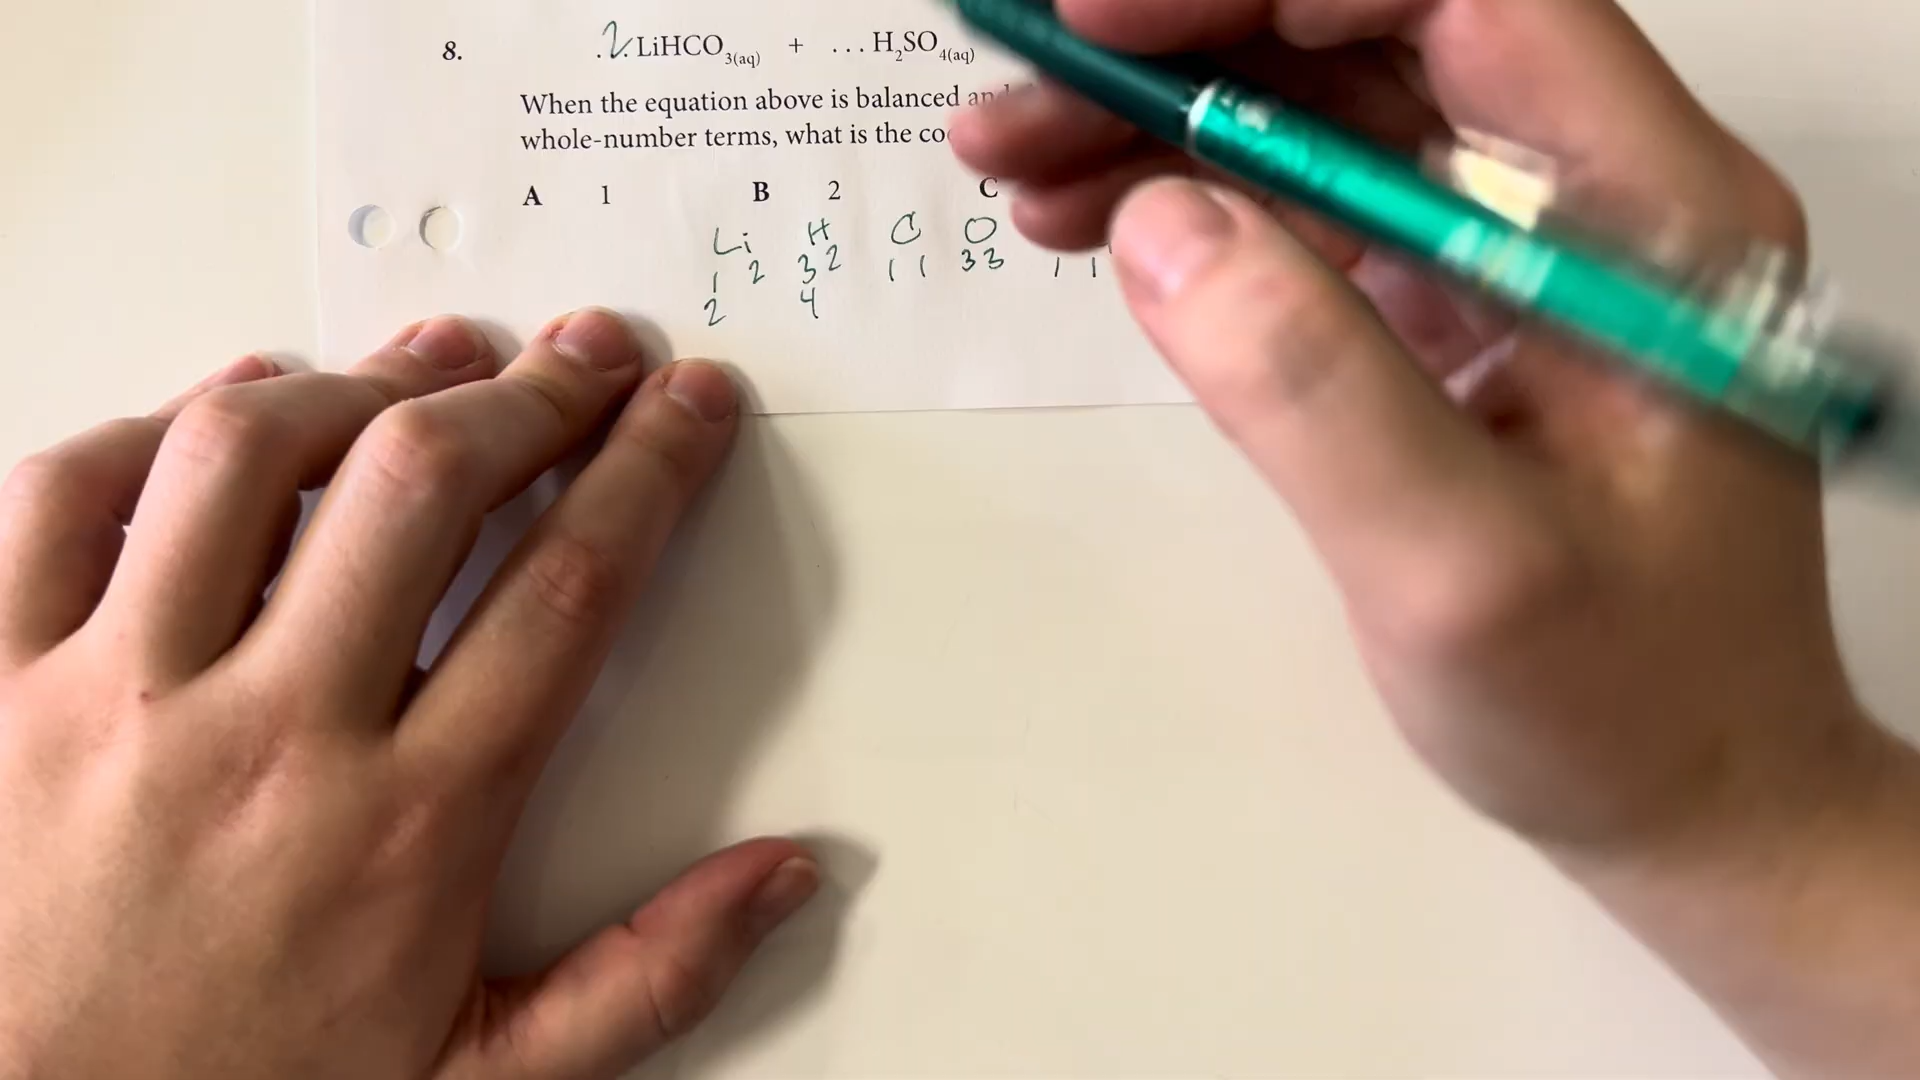 8. .2.LiHCO3(aq) + ...H2SO4(aq)
When the equation above is balanced and
whole-number terms, what is the co
A 1 B 2 C
Li H C O
1 2 3 2 1 1 3 3 1 1
2 4